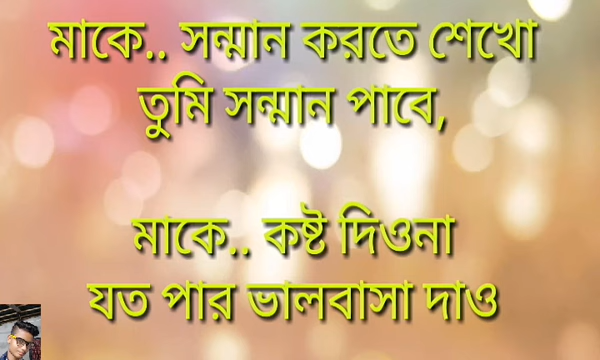 মাকে.. সন্মান করতে শেখো
তুমি সন্মান পাবে,
মাকে.. কষ্ট দিওনা
যত পার ভালবাসা দাও